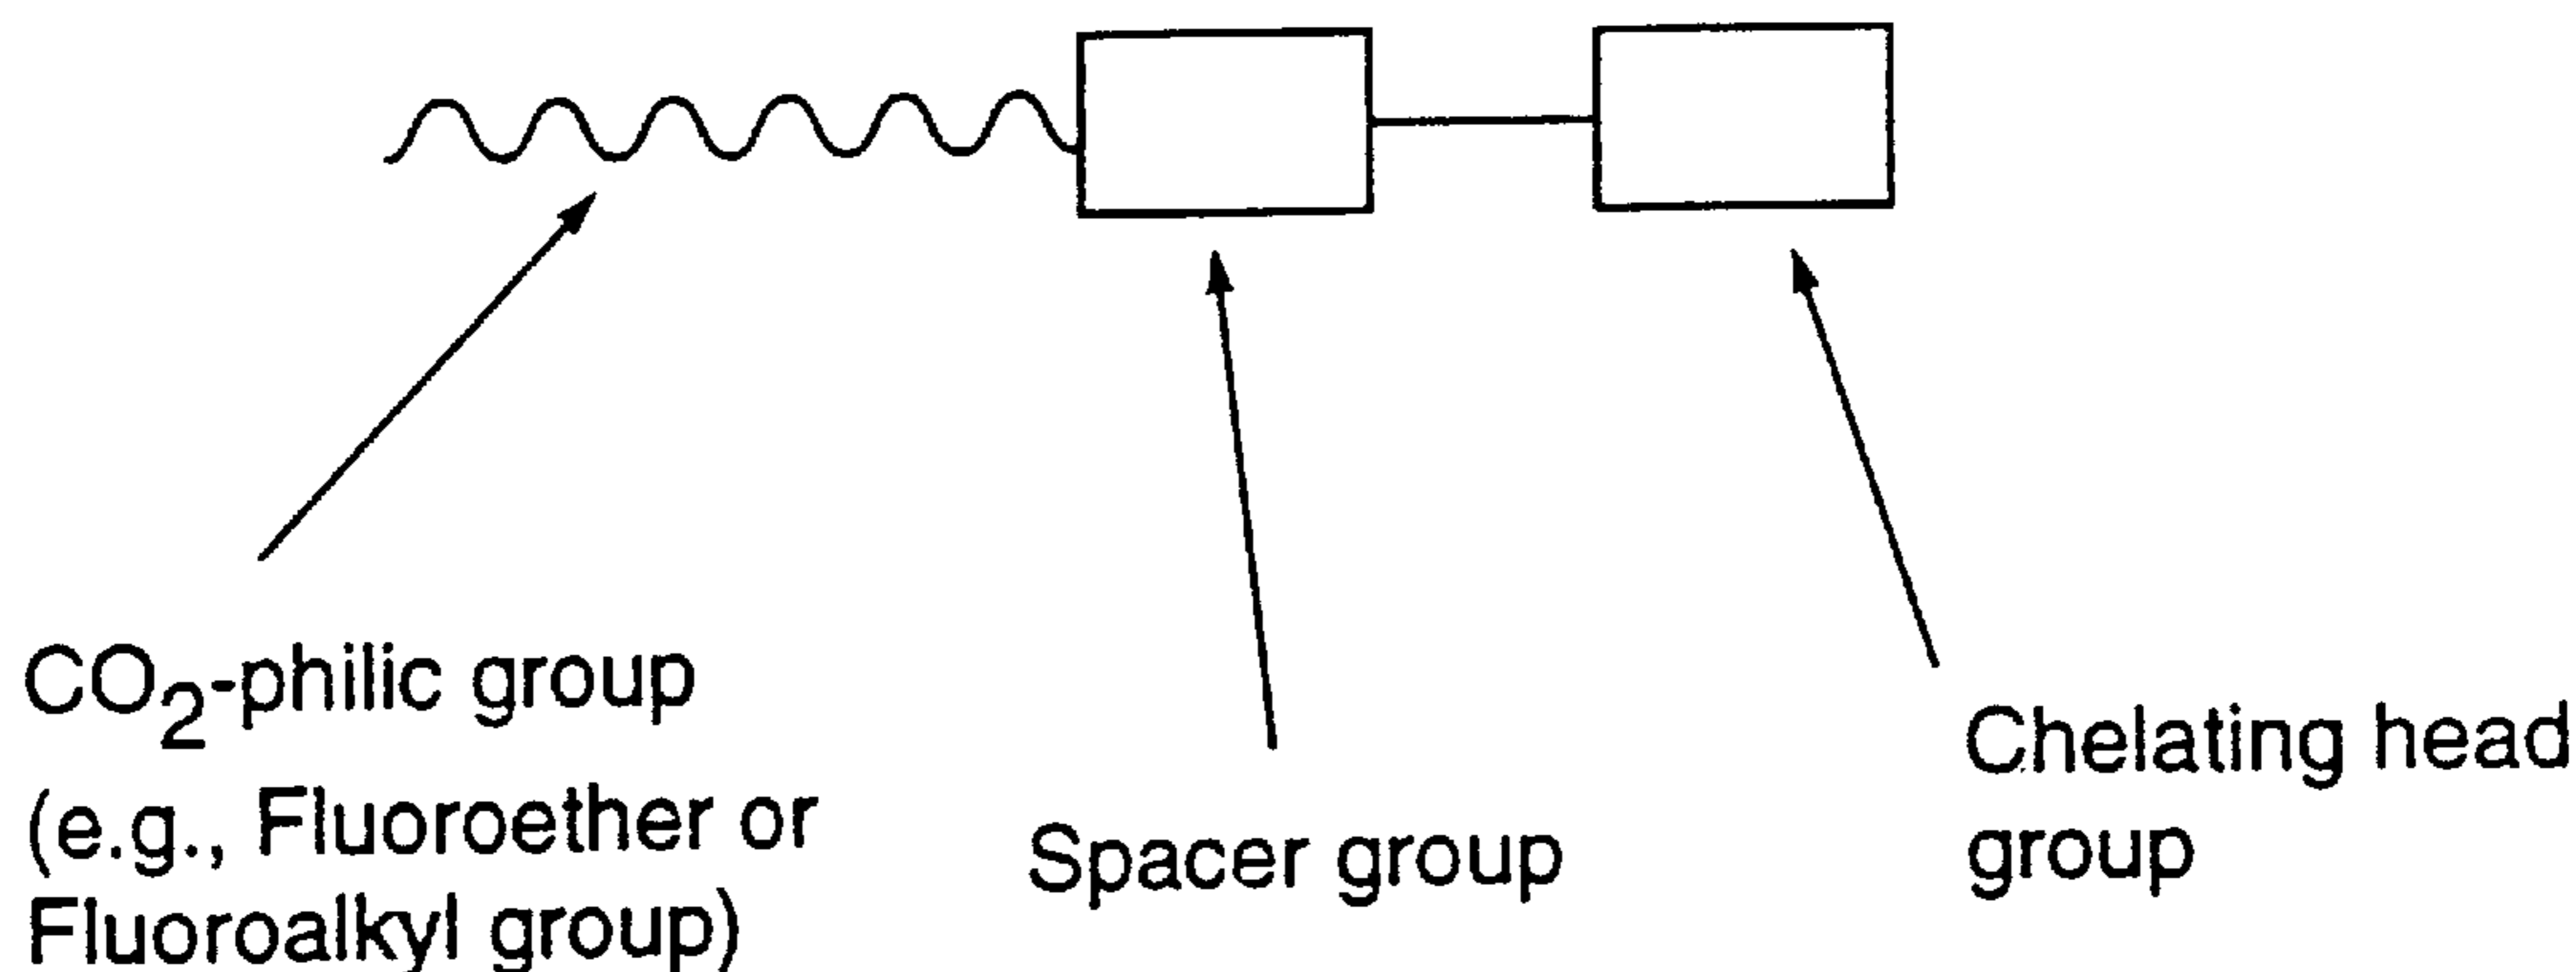 CO₂-philic group
(e.g., Fluoroether or
Fluoroalkyl group)
Spacer group
Chelating head
group